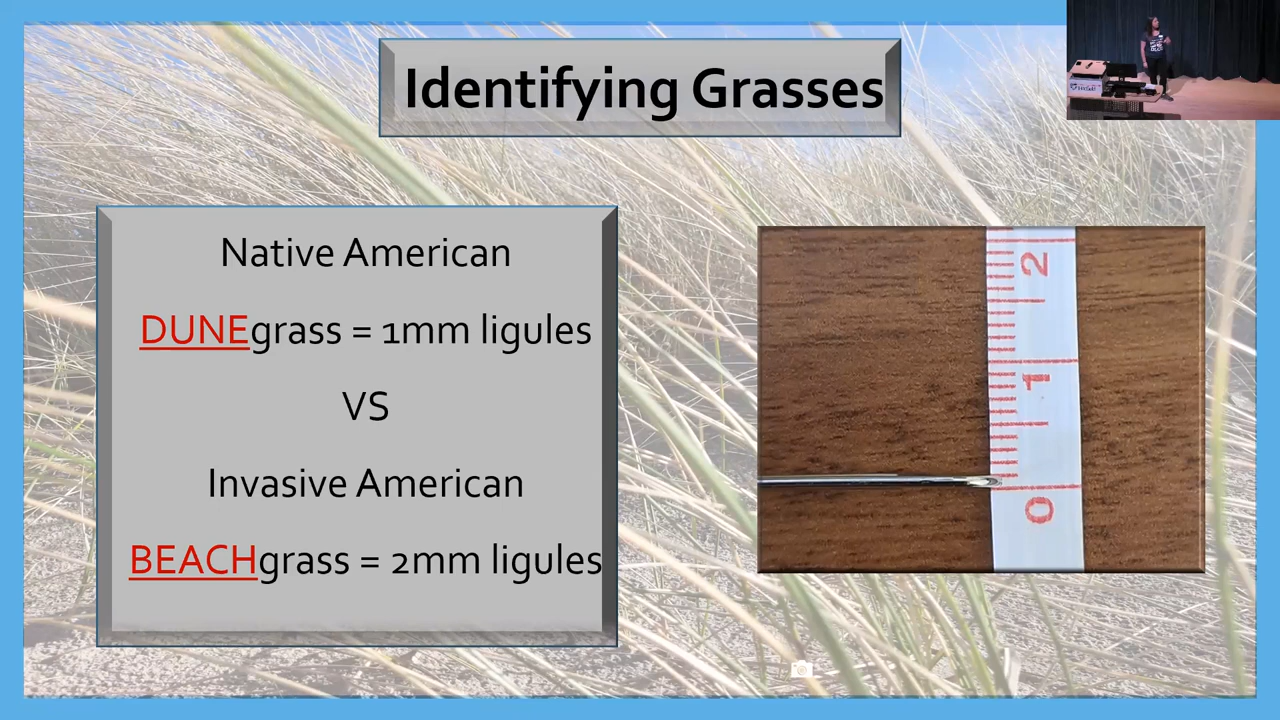 Identifying Grasses
Native American
DUNEgrass = 1mm ligules
VS
Invasive American
BEACHgrass = 2mm ligules
2
1
0